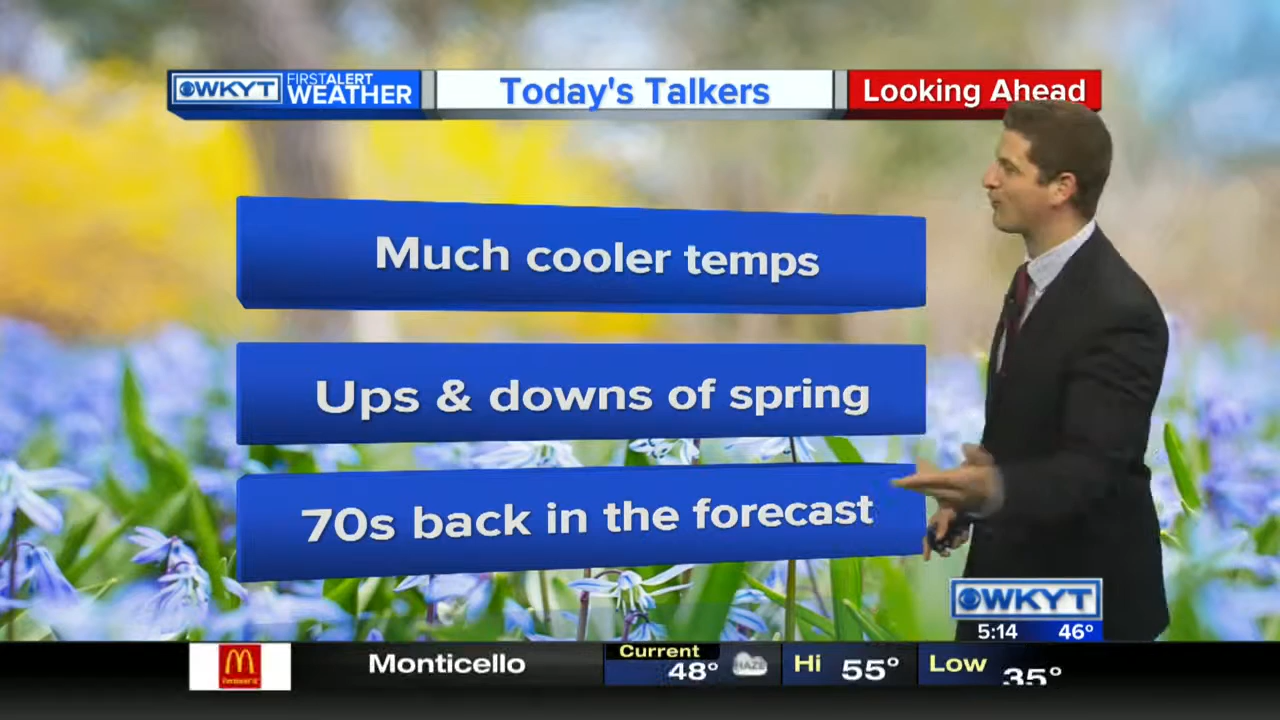 WKYT FIRST ALERT WEATHER
Today's Talkers
Looking Ahead
Much cooler temps
Ups & downs of spring
70s back in the forecast
WKYT
5:14 46°
Monticello
Current
48°
HAZE
Hi 55°
Low 35°